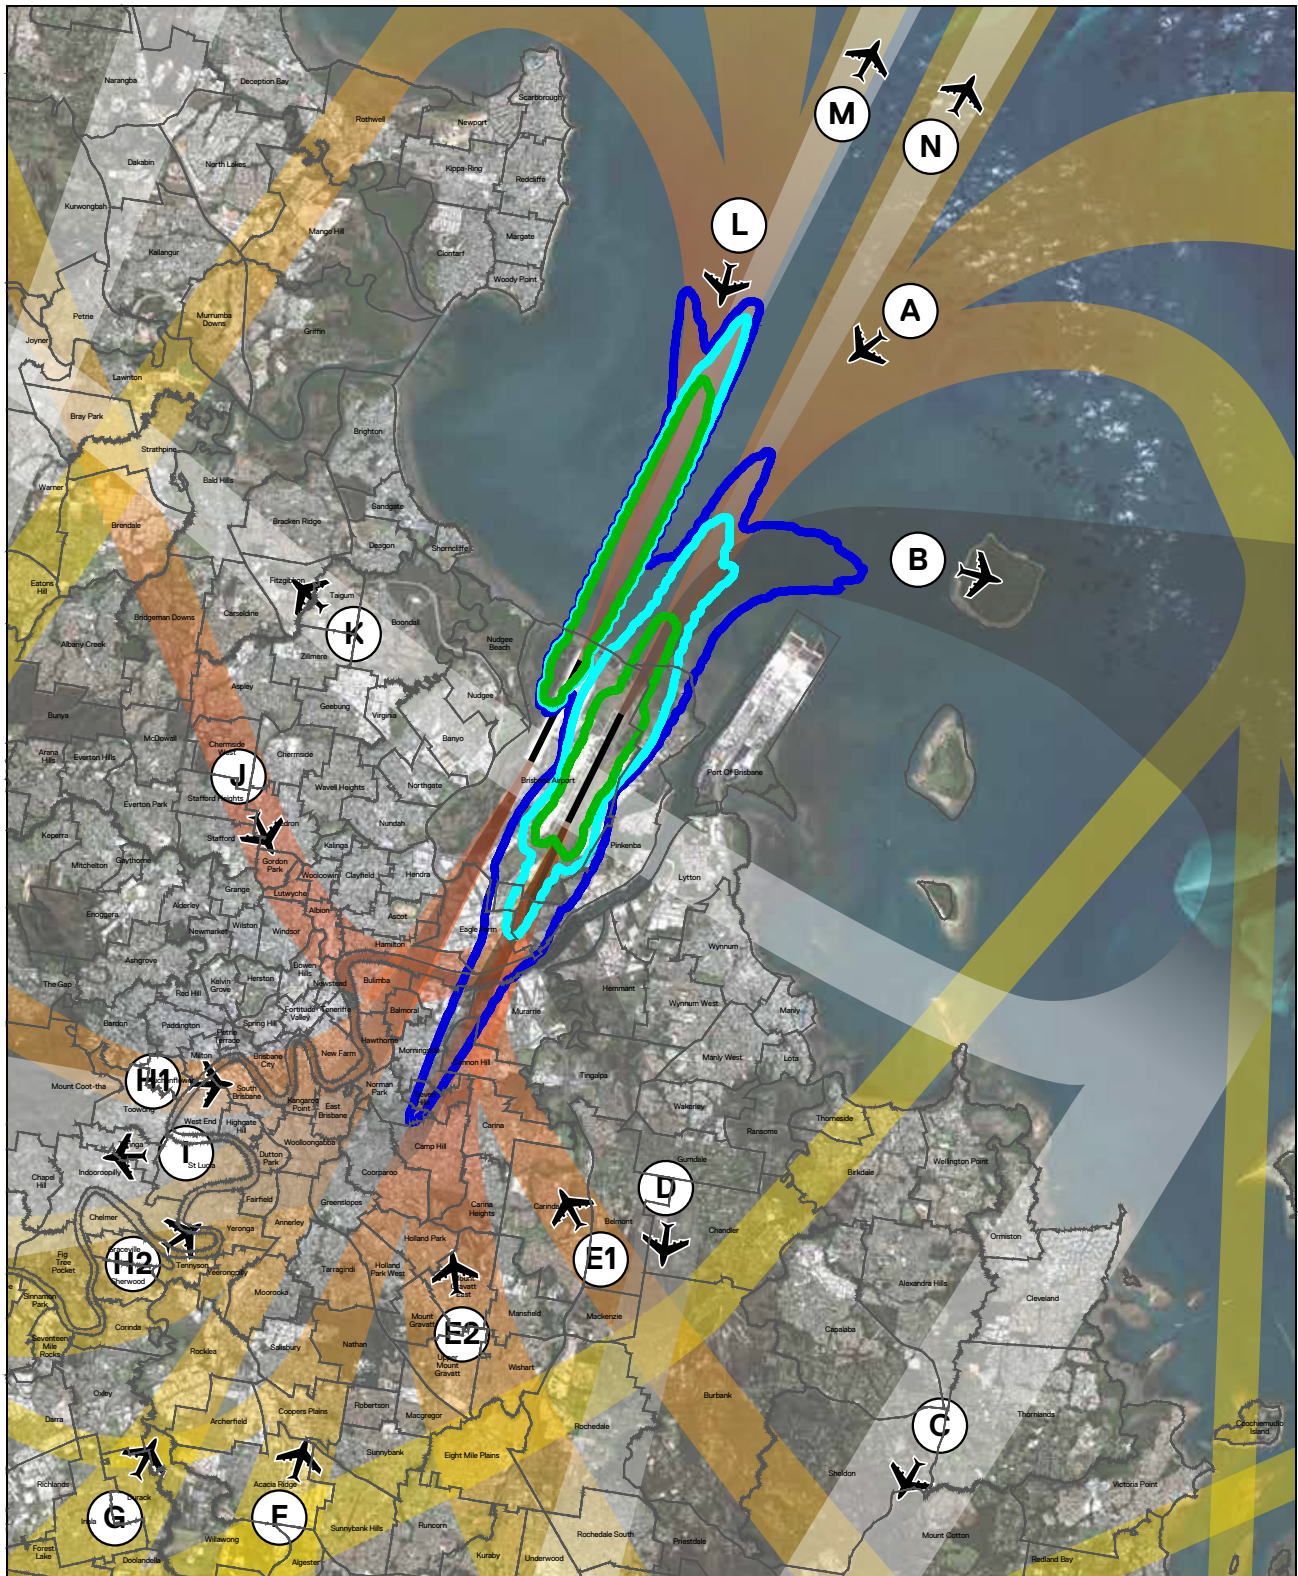 Narangba
Deception Bay
Scarborough
Rothwell
Newport
M
N
Dakabin
North Lakes
Kippa-Ring
Redcliffe
Kurwongbah
Mango Hill
Margate
L
Kallangur
Clontarf
Woody Point
Petrie
Murrumba
Downs
Griffin
A
Joyner
Lawnton
Bray Park
Brighton
Strathpine
Warner
Bald Hills
Sandgate
Brendale
Bracken Ridge
Deagon
Shorncliffe
B
Eatons
Hill
Fitzgibbon
Taigum
Bridgeman Downs
Carseldine
Boondall
K
Albany Creek
Zillmere
Nudgee
Beach
Aspley
Nudgee
Geebung
Virginia
Bunya
McDowall
Banyo
Arana
Hills
Everton Hills
Chermside
West
Chermside
J
Brisbane Airport
Port Of Brisbane
Wavell Heights
Northgate
Stafford Heights
Everton Park
Keperra
Stafford
Nundah
Kalinga
Pinkenba
Mitchelton
Gaythorne
Gordon
Park
Wooloowin
Clayfield
Hendra
Lytton
Grange
Lutwyche
Alderley
Albion
Ascot
Enoggera
Wilston
Newmarket
Windsor
Eagle Farm
Hamilton
Wynnum
Ashgrove
Bowen
Hills
The Gap
Red Hill
Kelvin
Grove
Herston
Newstead
Bulimba
Hemmant
Wynnum West
Fortitude
Valley
Teneriffe
Balmoral
Murarrie
Manly
Bardon
Paddington
Spring Hill
Petrie
Terrace
Hawthorne
Milton
Brisbane
City
New Farm
Morningside
Cannon Hill
Manly West
Lota
Mount Coot-tha
H1
South
Brisbane
Norman
Park
Tingalpa
Toowong
Kangaroo
Point
East
Brisbane
Wakerley
Thorneside
West End
Highgate
Hill
Carina
Ransome
I
Woolloongabba
Camp Hill
St Lucia
Dutton
Park
Indooroopilly
Coorparoo
Gumdale
Birkdale
Wellington Point
Chapel
Hill
D
Fairfield
Greenslopes
Carina
Heights
Carindale
Chelmer
Annerley
Belmont
Chandler
Yeronga
Ormiston
Holland Park
Graceville
H2
Tennyson
Yeerongpilly
Fig
Tree
Pocket
Sherwood
Tarragindi
Holland
Park West
E1
Mount
Gravatt
East
Alexandra Hills
Cleveland
Moorooka
Sinnamon
Park
Mount
Gravatt
Mansfield
Mackenzie
Corinda
E2
Capalaba
Seventeen
Mile
Rocks
Salisbury
Nathan
Rocklea
Upper
Mount
Gravatt
Wishart
Oxley
Burbank
Robertson
Darra
Archerfield
Coopers Plains
Macgregor
Rochedale
C
Thornlands
Coochiemudlo
Island
Sunnybank
Eight Mile Plains
Sheldon
Richlands
Acacia Ridge
Victoria Point
Durack
Inala
G
F
Sunnybank Hills
Runcorn
Rochedale South
Mount Cotton
Willawong
Priestdale
Forest
Lake
Doolandella
Algester
Kuraby
Underwood
Redland Bay